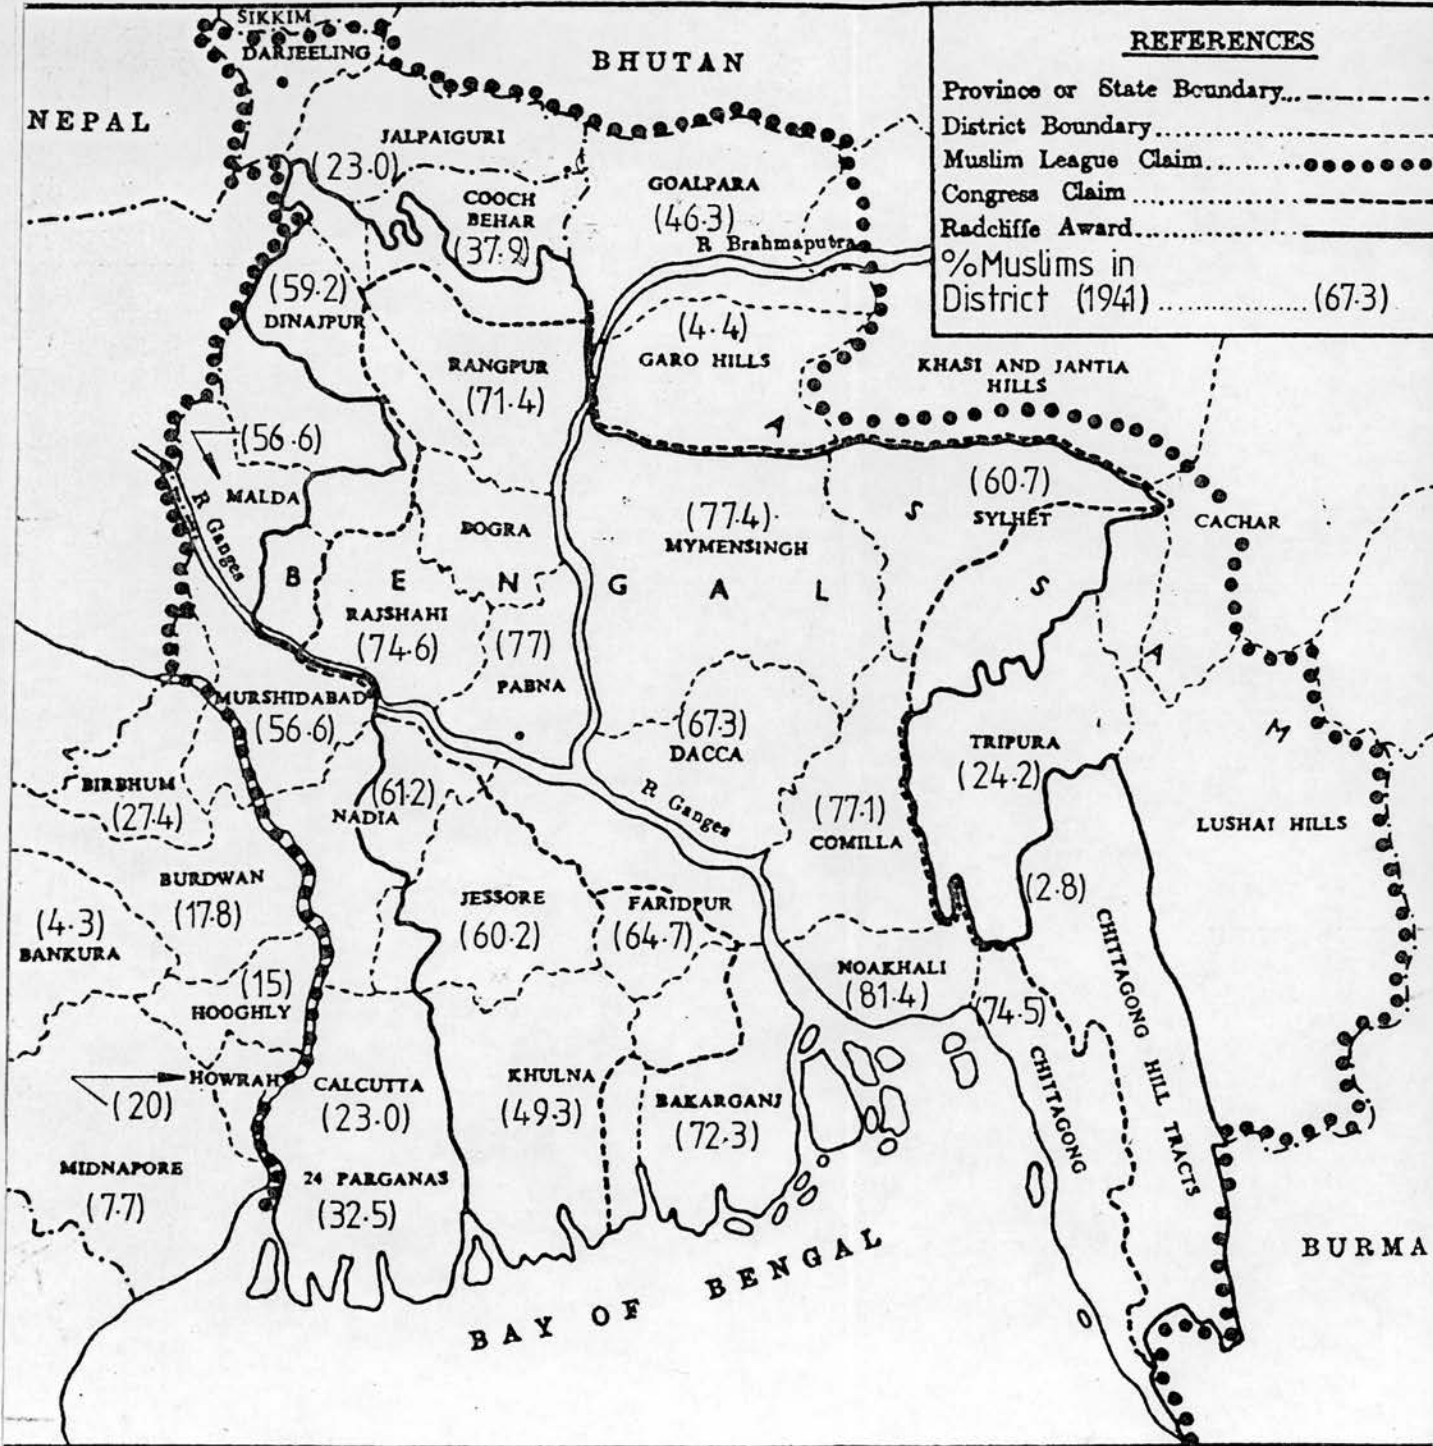 SIKKIM
DARJEELING
BHUTAN
NEPAL
REFERENCES
Province or State Boundary...
District Boundary
Muslim League Claim
Congress Claim
Radcliffe Award
%Muslims in
District (1941) (67·3)
JALPAIGURI
(23.0)
COOCH
BEHAR
(37.9)
GOALPARA
(46·3)
R Brahmaputra
(59·2)
DINAJPUR
RANGPUR
(71·4)
(4·4)
GARO HILLS
KHASI AND JANTIA
HILLS
(56·6)
MALDA
R Ganges
BOGRA
(77.4)
MYMENSINGH
(60·7)
SYLHET
CACHAR
A S S A M
B E N G A L
RAJSHAHI
(74·6)
(77)
PABNA
MURSHIDABAD
(56·6)
(67.3)
DACCA
R Ganges
TRIPURA
(24·2)
BIRBHUM
(27.4)
(61.2)
NADIA
(77.1)
COMILLA
LUSHAI HILLS
BURDWAN
(17·8)
(4·3)
BANKURA
JESSORE
(60·2)
FARIDPUR
(64·7)
(2·8)
CHITTAGONG HILL TRACTS
(15)
HOOGHLY
NOAKHALI
(81·4)
(74.5)
CHITTAGONG
HOWRAH
(20)
CALCUTTA
(23.0)
KHULNA
(49.3)
BAKARGANJ
(72·3)
MIDNAPORE
(7.7)
24 PARGANAS
(32·5)
BURMA
BAY OF BENGAL